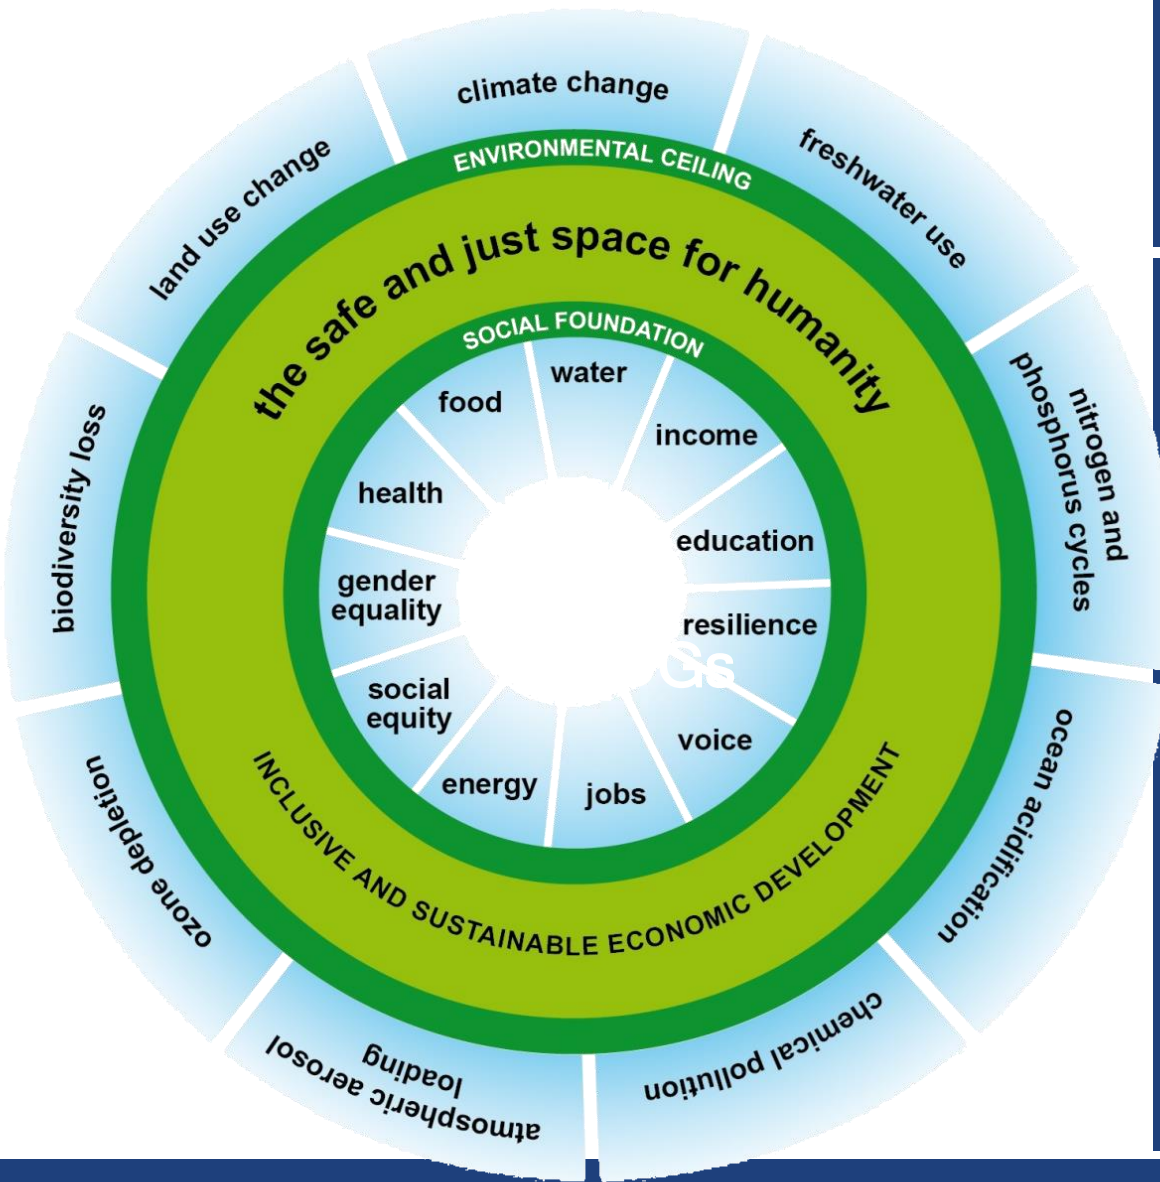 climate change
freshwater use
nitrogen and
phosphorus cycles
ocean acidification
chemical pollution
atmospheric aerosol
loading
ozone depletion
biodiversity loss
land use change
ENVIRONMENTAL CEILING
the safe and just space for humanity
SOCIAL FOUNDATION
water
income
education
resilience
voice
jobs
energy
social
equity
gender
equality
health
food
INCLUSIVE AND SUSTAINABLE ECONOMIC DEVELOPMENT